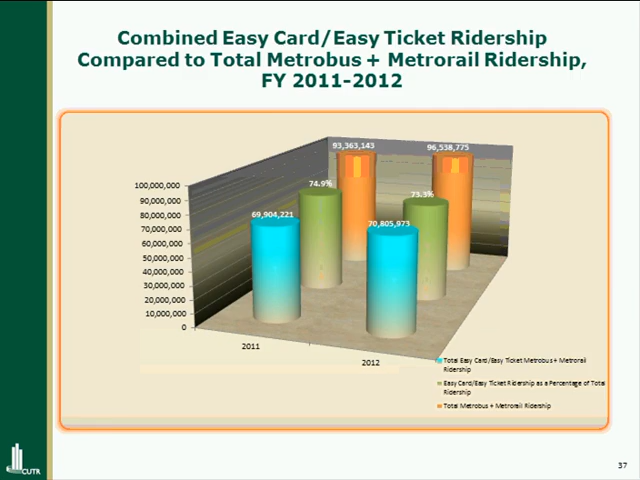 Combined Easy Card/Easy Ticket Ridership
Compared to Total Metrobus + Metrorail Ridership,
FY 2011-2012
93,363,143
96,538,775
74.9%
73.3%
69,904,221
70,805,973
100,000,000
90,000,000
80,000,000
70,000,000
60,000,000
50,000,000
40,000,000
30,000,000
20,000,000
10,000,000
0
2011
2012
Total Easy Card/Easy Ticket Metrobus + Metrorail
Ridership
Easy Card/Easy Ticket Ridership as a Percentage of Total
Ridership
Total Metrobus + Metrorail Ridership
CUTR
37